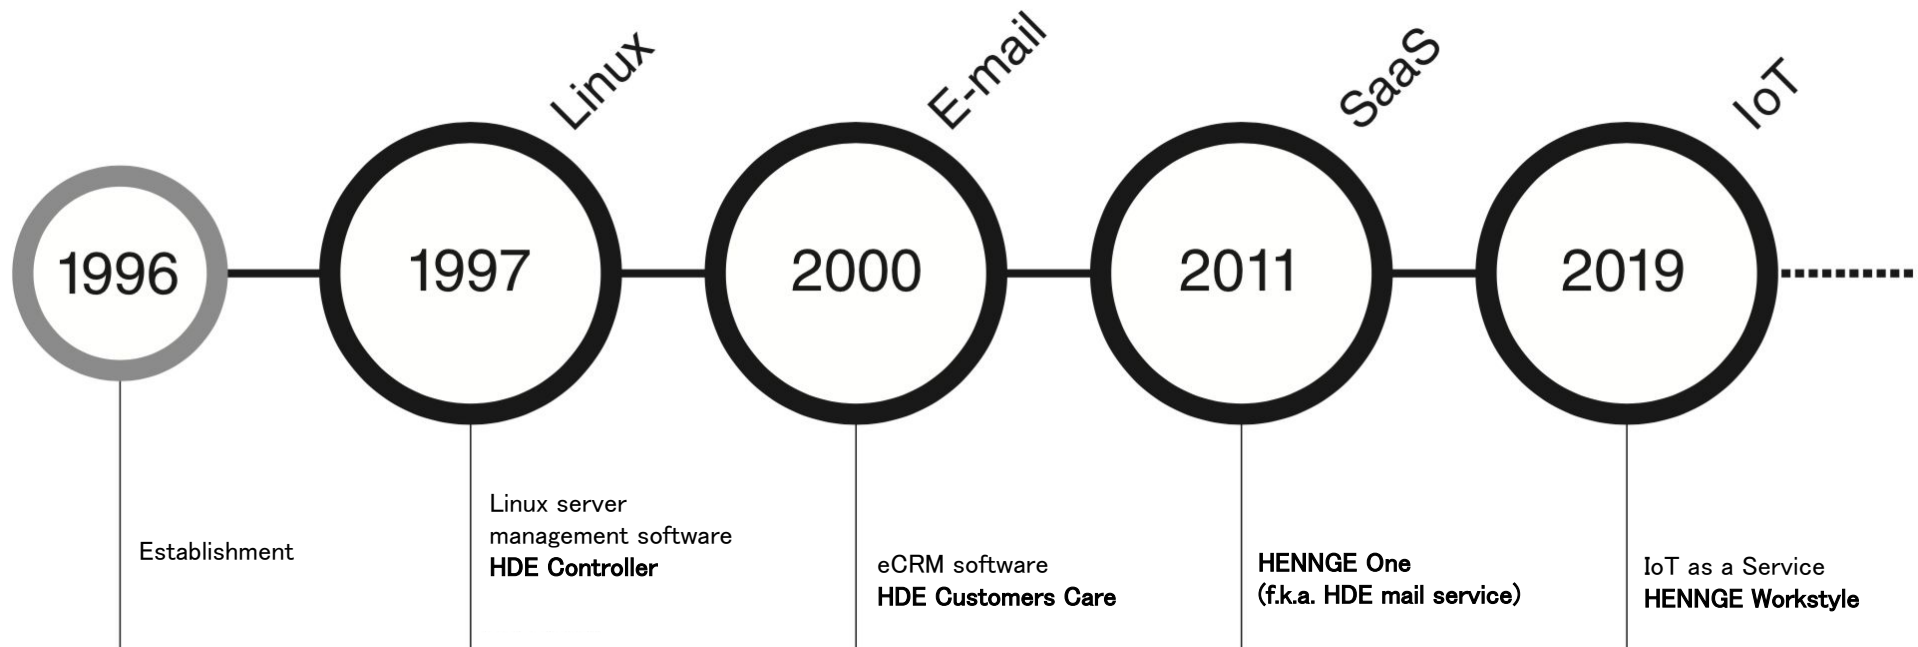 Linux
E-mail
SaaS
IoT
1996
1997
2000
2011
2019
Establishment
Linux server
management software
HDE Controller
eCRM software
HDE Customers Care
HENNGE One
(f.k.a. HDE mail service)
IoT as a Service
HENNGE Workstyle